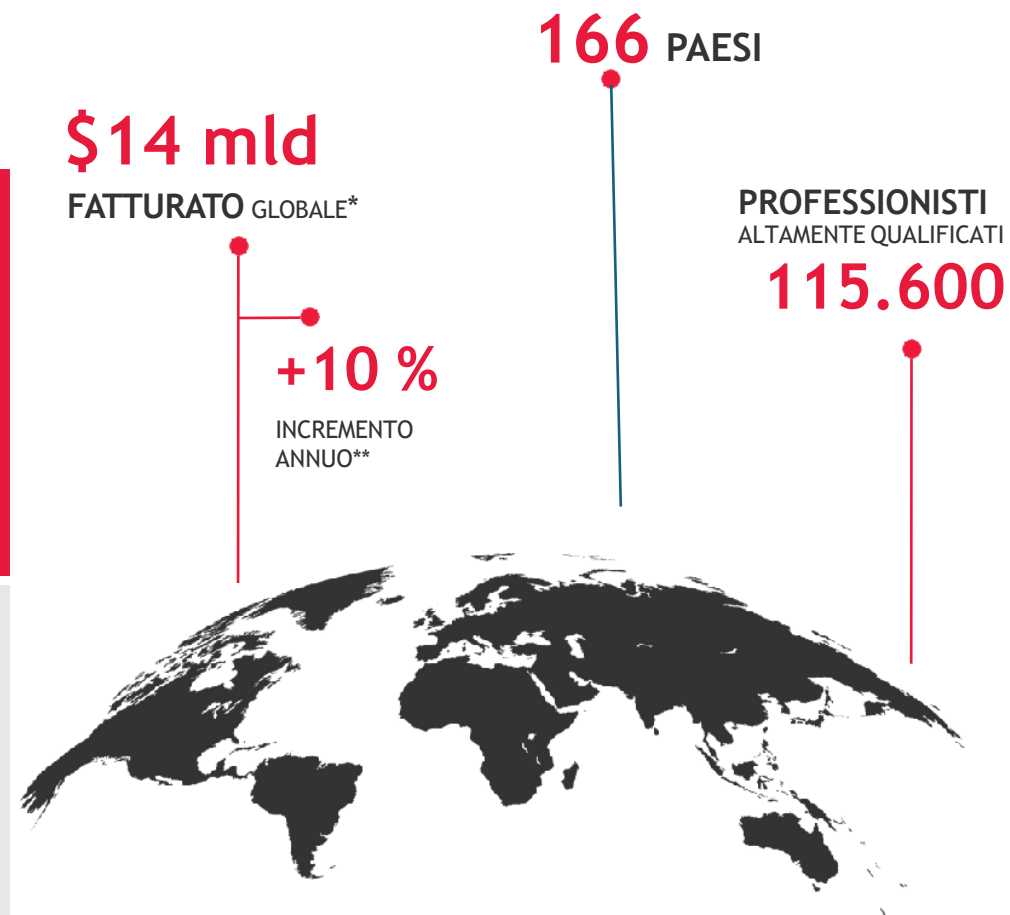 166 PAESI
$14 mld
FATTURATO GLOBALE*
PROFESSIONISTI
ALTAMENTE QUALIFICATI
115.600
+10 %
INCREMENTO
ANNUO**